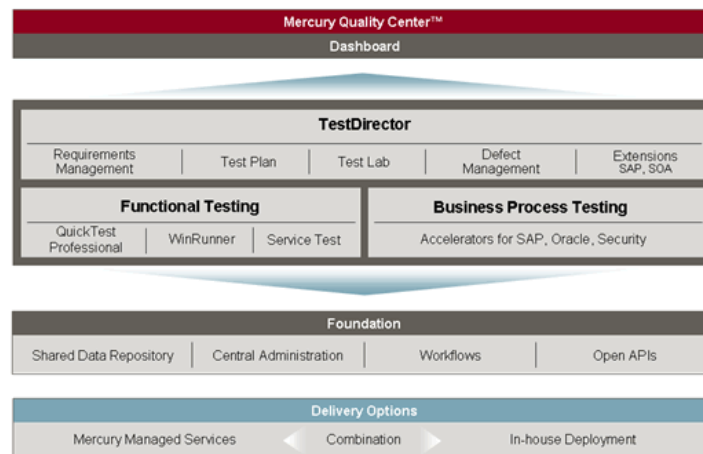 Mercury Quality Center™
Dashboard
TestDirector
Requirements Management
Test Plan
Test Lab
Defect Management
Extensions SAP, SOA
Functional Testing
QuickTest Professional
WinRunner
Service Test
Business Process Testing
Accelerators for SAP, Oracle, Security
Foundation
Shared Data Repository
Central Administration
Workflows
Open APIs
Delivery Options
Mercury Managed Services
Combination
In-house Deployment